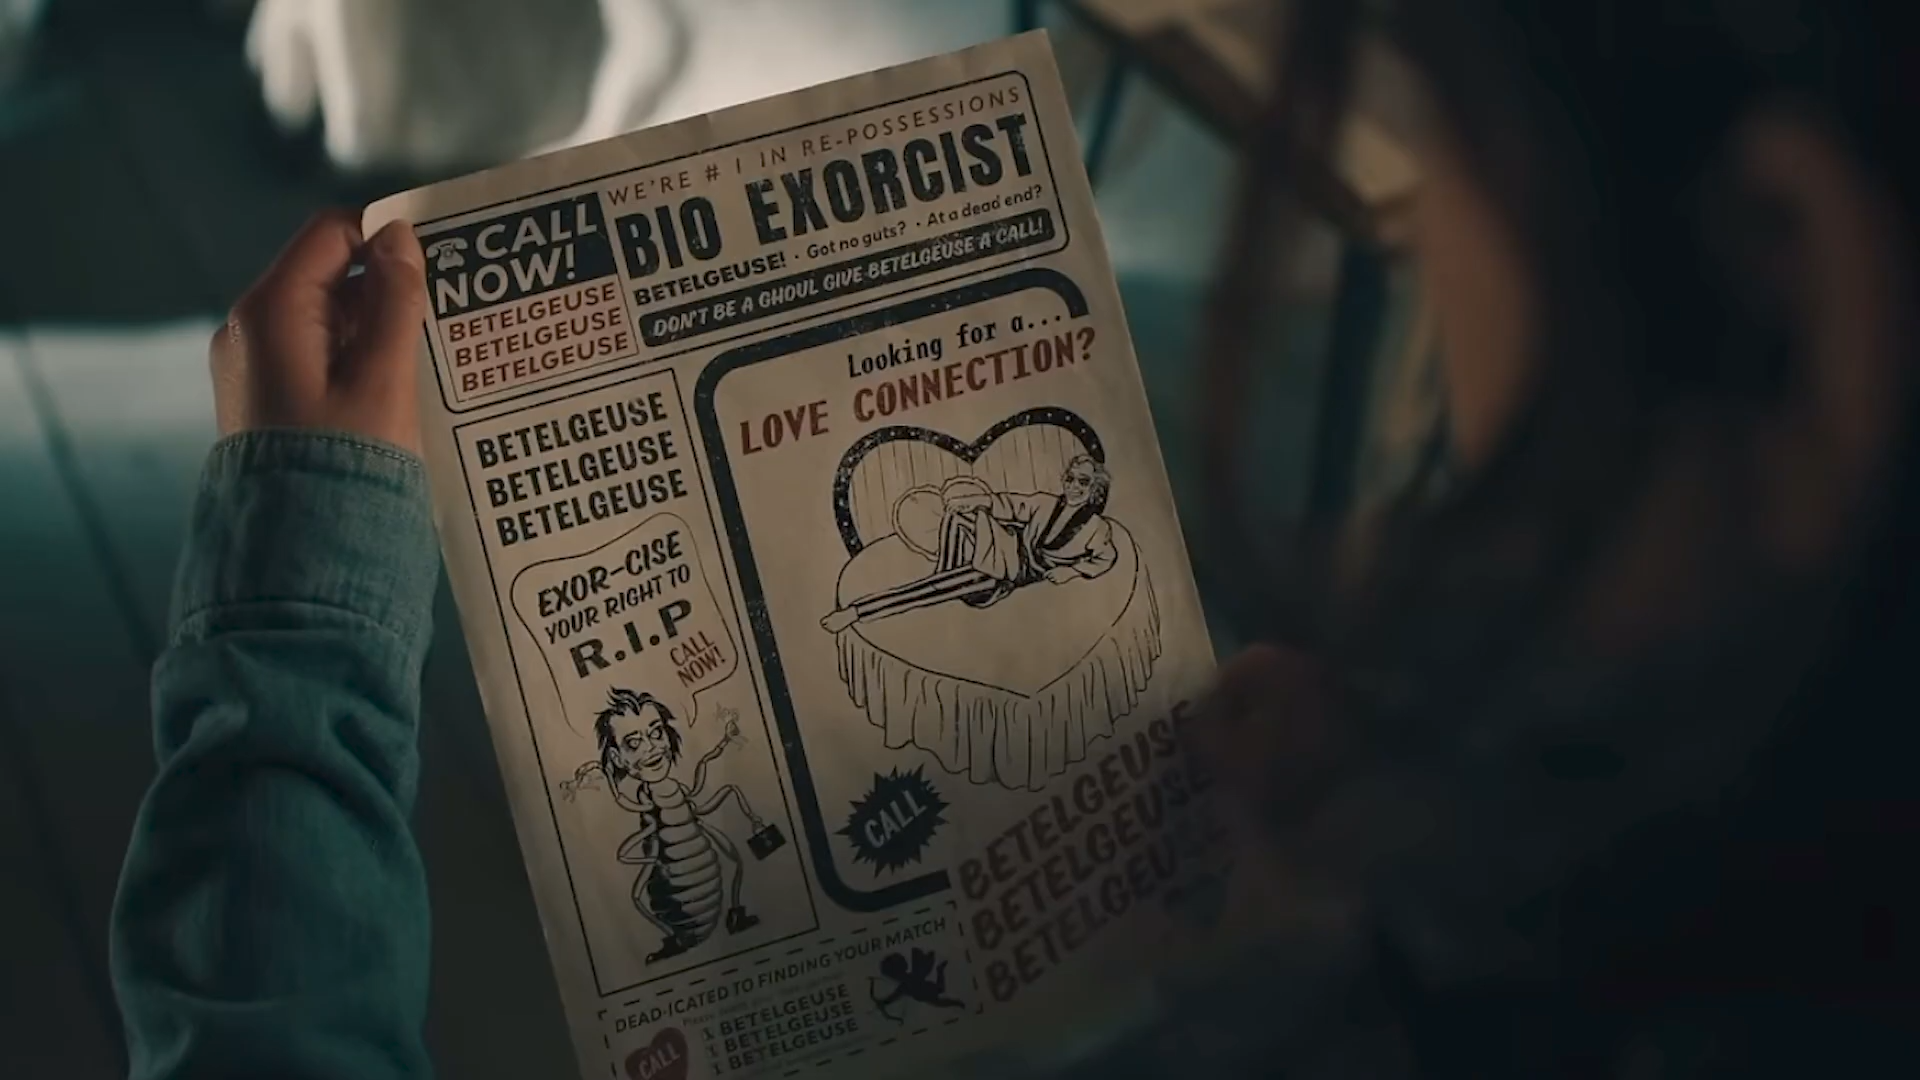 WE'RE # 1 IN RE-POSSESSIONS
CALL
NOW!
BETELGEUSE
BETELGEUSE
BETELGEUSE
BIO EXORCIST
BETELGEUSE! · Got no guts? · At a dead end?
DON'T BE A GHOUL GIVE BETELGEUSE A CALL!
BETELGEUSE
BETELGEUSE
BETELGEUSE
EXOR-CISE
YOUR RIGHT TO
R.I.P
CALL
NOW!
Looking for a...
LOVE CONNECTION?
CALL
BETELGEUSE
BETELGEUSE
BETELGEUSE
DEAD-ICATED TO FINDING YOUR MATCH
CALL
1 BETELGEUSE
1 BETELGEUSE
1 BETELGEUSE